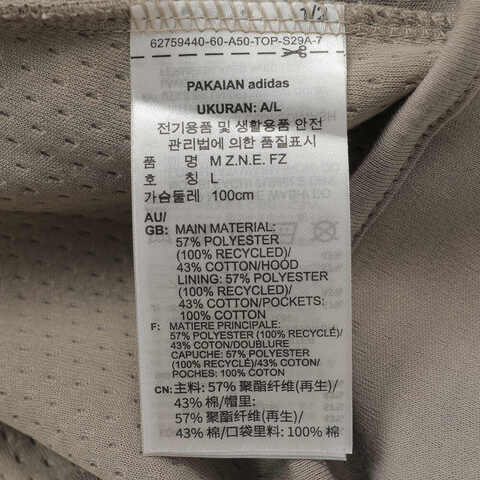 1/2
62759440-60-A50-TOP-S29A-7
PAKAIAN adidas
UKURAN: A/L
전기용품 및 생활용품 안전
관리법에 의한 품질표시
품 명 M Z.N.E. FZ
호 칭 L
가슴둘레 100cm
AU/
GB: MAIN MATERIAL:
57% POLYESTER
(100% RECYCLED)/
43% COTTON/HOOD
LINING: 57% POLYESTER
(100% RECYCLED)/
43% COTTON/POCKETS:
100% COTTON
F: MATIERE PRINCIPALE:
57% POLYESTER (100% RECYCLÉ)/
43% COTON/DOUBLURE
CAPUCHE: 57% POLYESTER
(100% RECYCLÉ)/43% COTON/
POCHES: 100% COTON
CN: 主料: 57% 聚酯纤维(再生)/
43% 棉/帽里:
57% 聚酯纤维(再生)/
43% 棉/口袋里料: 100% 棉